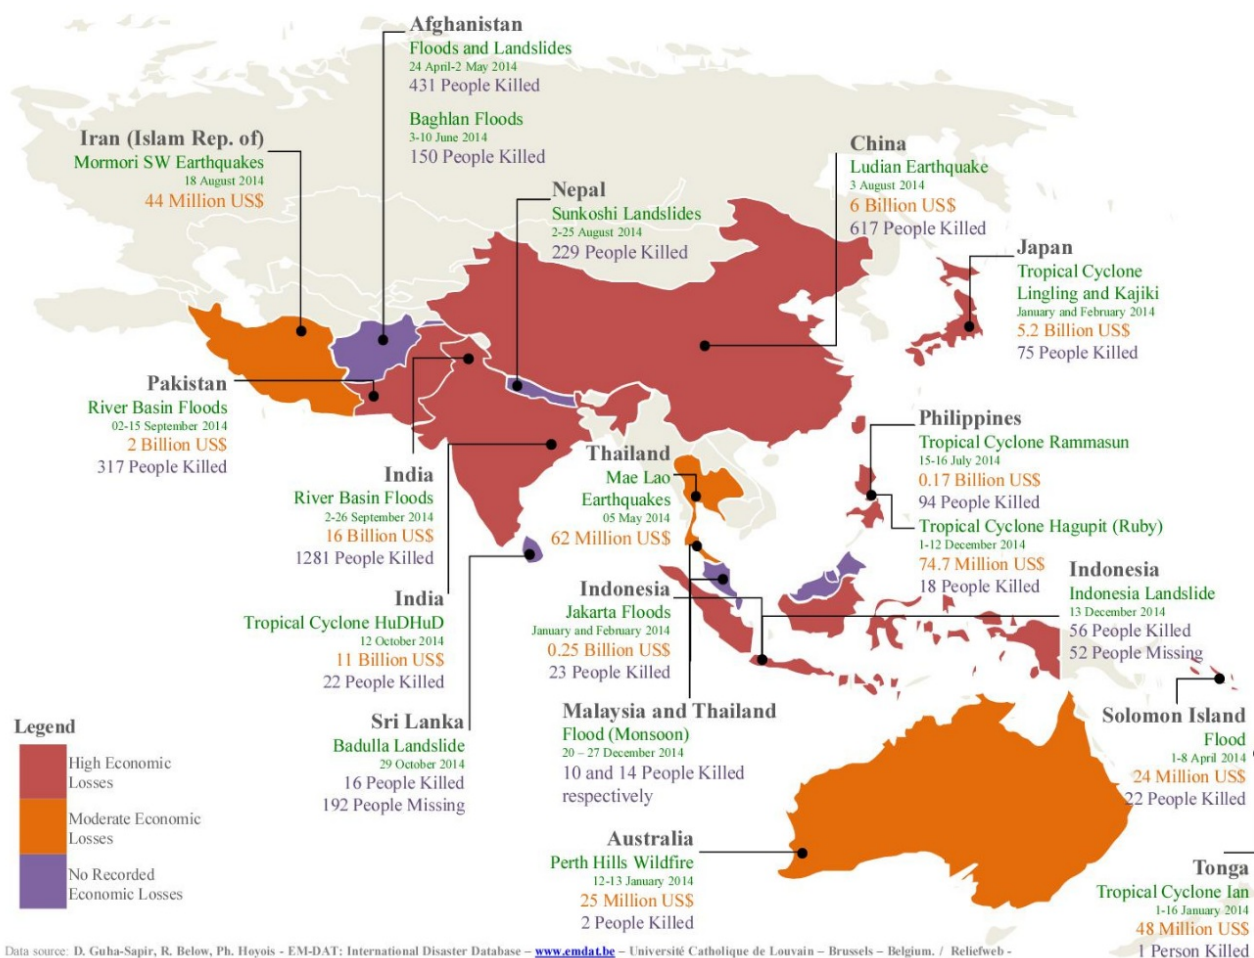 Afghanistan
Floods and Landslides
24 April-2 May 2014
431 People Killed
Baghlan Floods
3-10 June 2014
150 People Killed
Iran (Islam Rep. of)
Mormori SW Earthquakes
18 August 2014
44 Million US$
Nepal
Sunkoshi Landslides
2-25 August 2014
229 People Killed
China
Ludian Earthquake
3 August 2014
6 Billion US$
617 People Killed
Japan
Tropical Cyclone
Lingling and Kajiki
January and February 2014
5.2 Billion US$
75 People Killed
Pakistan
River Basin Floods
02-15 September 2014
2 Billion US$
317 People Killed
India
River Basin Floods
2-26 September 2014
16 Billion US$
1281 People Killed
Thailand
Mae Lao
Earthquakes
05 May 2014
62 Million US$
Philippines
Tropical Cyclone Rammasun
15-16 July 2014
0.17 Billion US$
94 People Killed
Tropical Cyclone Hagupit (Ruby)
1-12 December 2014
74.7 Million US$
18 People Killed
India
Tropical Cyclone HuDHuD
12 October 2014
11 Billion US$
22 People Killed
Indonesia
Jakarta Floods
January and February 2014
0.25 Billion US$
23 People Killed
Indonesia
Indonesia Landslide
13 December 2014
56 People Killed
52 People Missing
Sri Lanka
Badulla Landslide
29 October 2014
16 People Killed
192 People Missing
Malaysia and Thailand
Flood (Monsoon)
20 – 27 December 2014
10 and 14 People Killed
respectively
Solomon Island
Flood
1-8 April 2014
24 Million US$
22 People Killed
Legend
High Economic
Losses
Moderate Economic
Losses
No Recorded
Economic Losses
Australia
Perth Hills Wildfire
12-13 January 2014
25 Million US$
2 People Killed
Tonga
Tropical Cyclone Ian
1-16 January 2014
48 Million US$
1 Person Killed
Data source: D. Guha-Sapir, R. Below, Ph. Hoyois - EM-DAT: International Disaster Database – www.emdat.be – Université Catholique de Louvain – Brussels – Belgium. / Reliefweb -